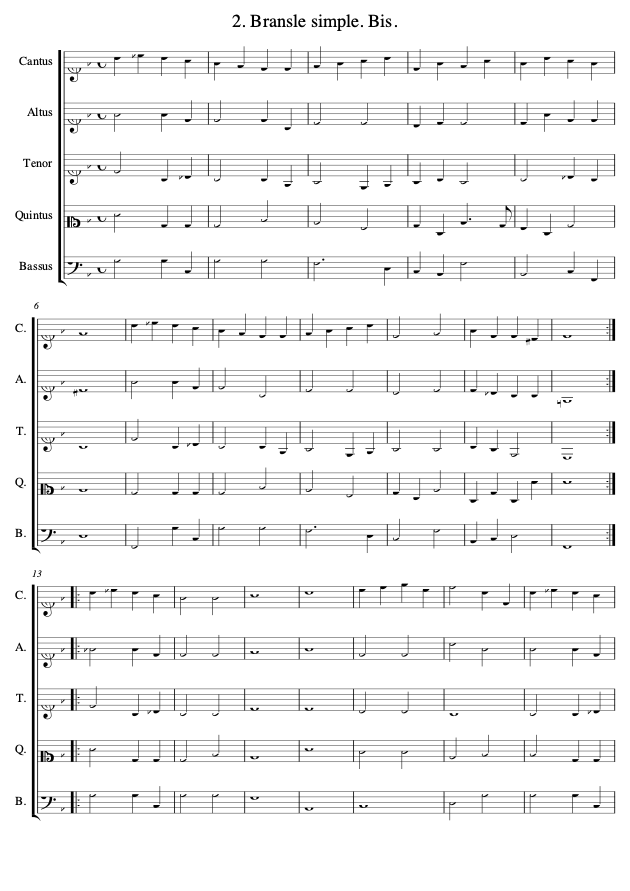 2. Bransle simple. Bis.
Cantus
Altus
Tenor
Quintus
Bassus
6
C.
A.
T.
Q.
B.
13
C.
A.
T.
Q.
B.